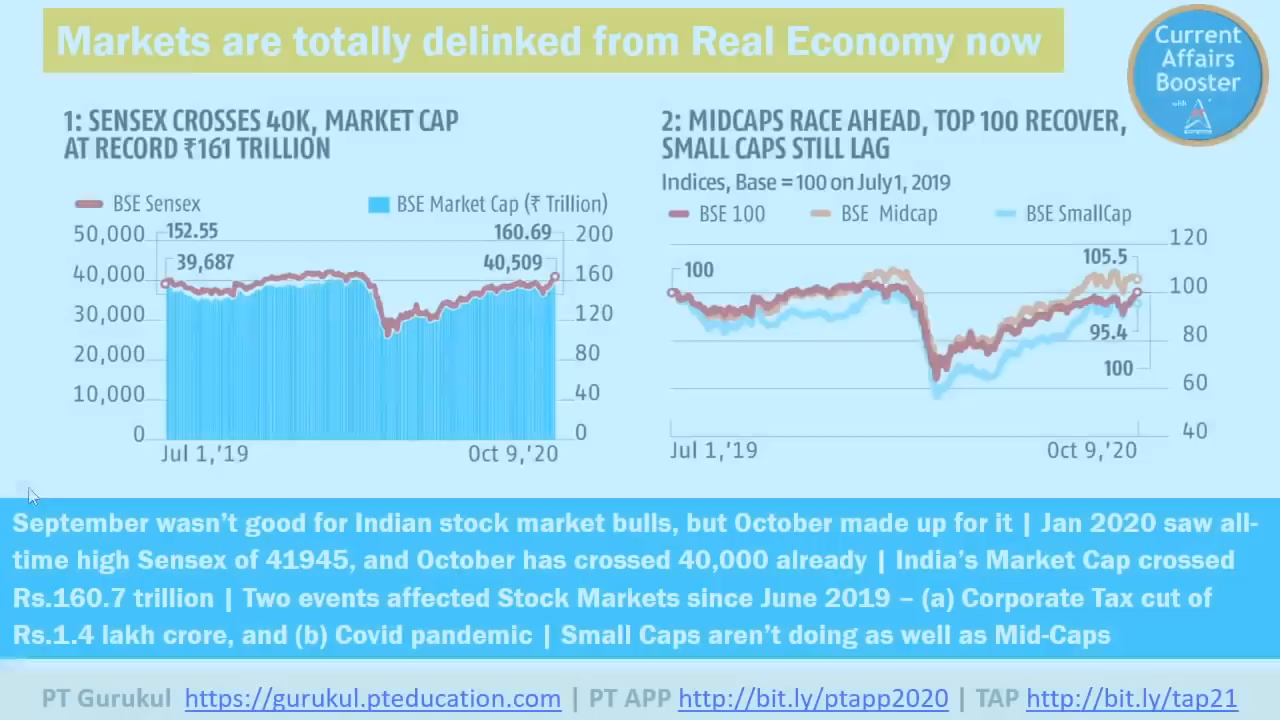 Markets are totally delinked from Real Economy now
Current
Affairs
Booster
with
1: SENSEX CROSSES 40K, MARKET CAP
AT RECORD ₹161 TRILLION
BSE Sensex
BSE Market Cap (₹ Trillion)
50,000
152.55
160.69
200
39,687
40,509
40,000
160
30,000
120
20,000
80
10,000
40
0
0
Jul 1,'19
Oct 9,'20
2: MIDCAPS RACE AHEAD, TOP 100 RECOVER,
SMALL CAPS STILL LAG
Indices, Base = 100 on July 1, 2019
BSE 100
BSE Midcap
BSE SmallCap
120
105.5
100
100
95.4
80
100
60
40
Jul 1,'19
Oct 9,'20
September wasn't good for Indian stock market bulls, but October made up for it | Jan 2020 saw all-
time high Sensex of 41945, and October has crossed 40,000 already | India's Market Cap crossed
Rs.160.7 trillion | Two events affected Stock Markets since June 2019 – (a) Corporate Tax cut of
Rs.1.4 lakh crore, and (b) Covid pandemic | Small Caps aren't doing as well as Mid-Caps
PT Gurukul https://gurukul.pteducation.com | PT APP http://bit.ly/ptapp2020 | TAP http://bit.ly/tap21